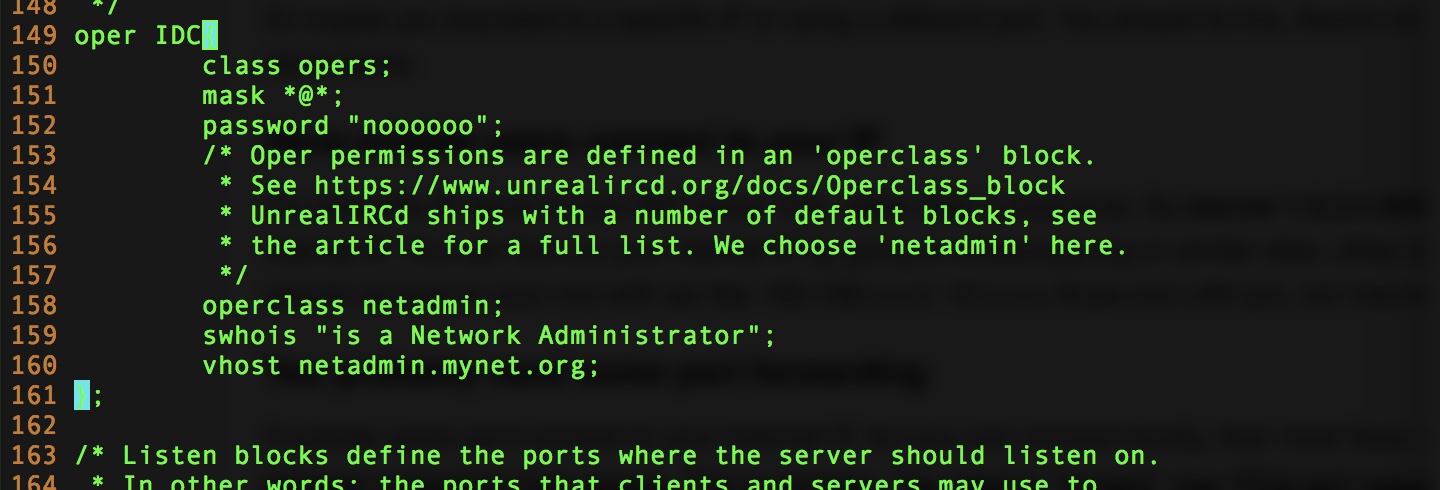 148  */
149 oper IDC{
150         class opers;
151         mask *@*;
152         password "noooooo";
153         /* Oper permissions are defined in an 'operclass' block.
154          * See https://www.unrealircd.org/docs/Operclass_block
155          * UnrealIRCd ships with a number of default blocks, see
156          * the article for a full list. We choose 'netadmin' here.
157          */
158         operclass netadmin;
159         swhois "is a Network Administrator";
160         vhost netadmin.mynet.org;
161 };
162
163 /* Listen blocks define the ports where the server should listen on.
164  * In other words: the ports that clients and servers may use to